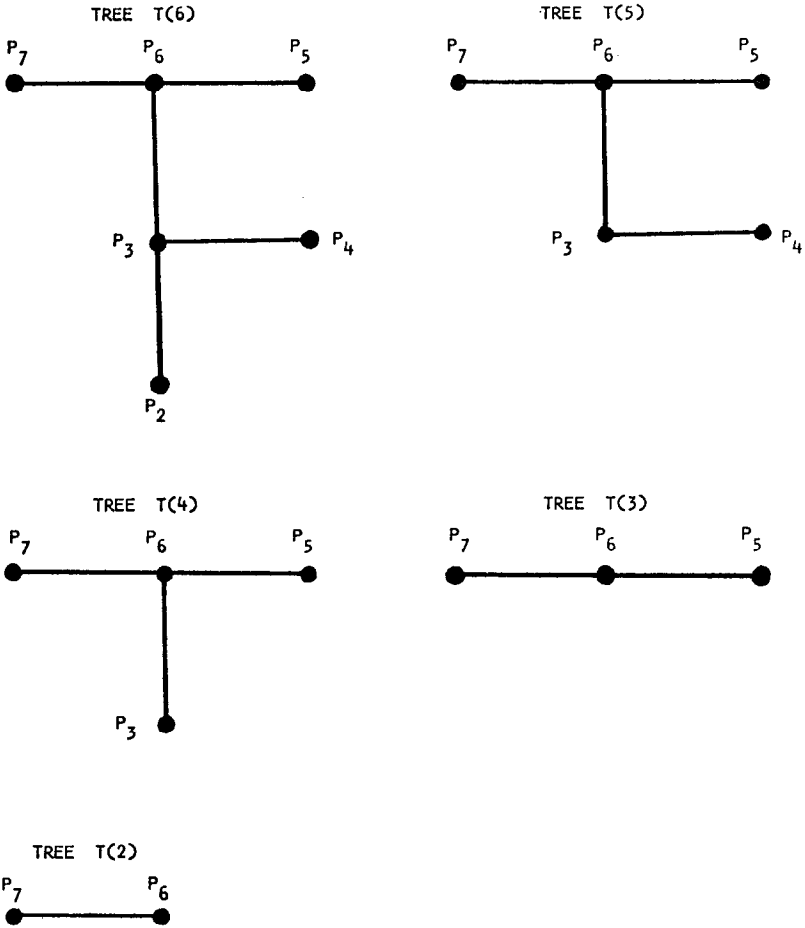 TREE T(6)
P7 P6 P5
P3 P4
P2
TREE T(5)
P7 P6 P5
P3 P4
TREE T(4)
P7 P6 P5
P3
TREE T(3)
P7 P6 P5
TREE T(2)
P7 P6